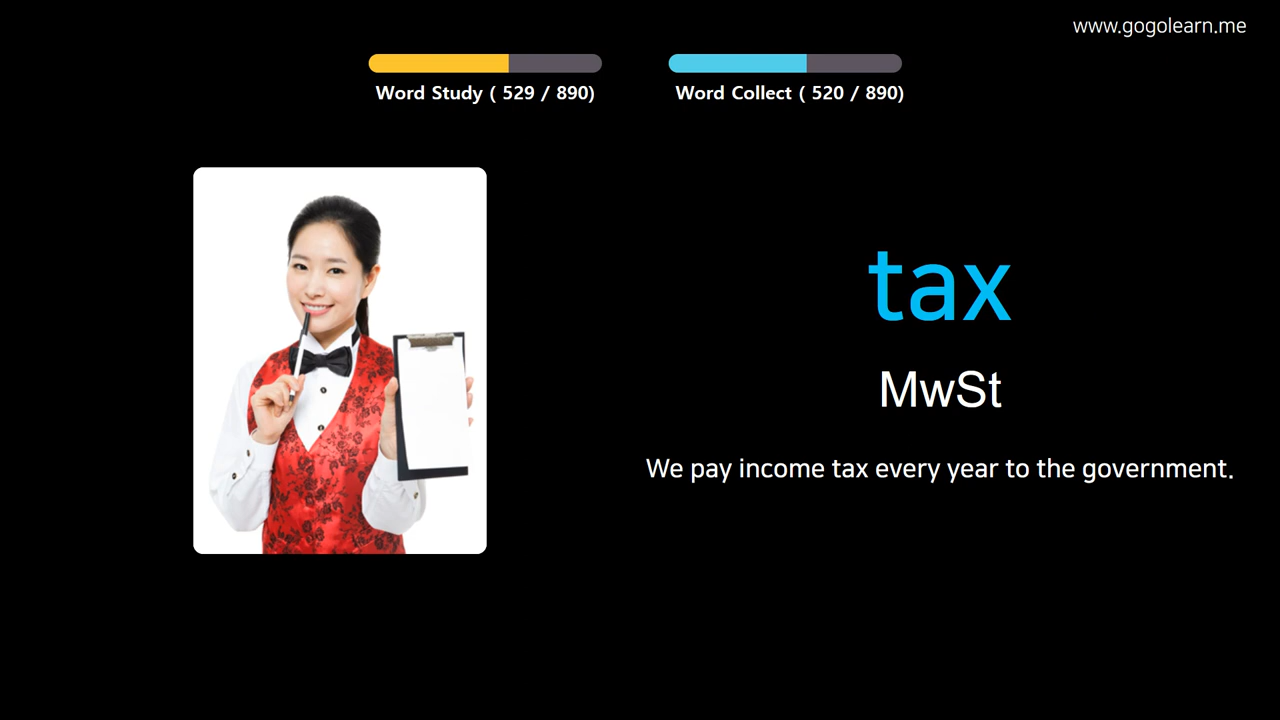 www.gogolearn.me
Word Study ( 529 / 890)
Word Collect ( 520 / 890)
tax
MwSt
We pay income tax every year to the government.